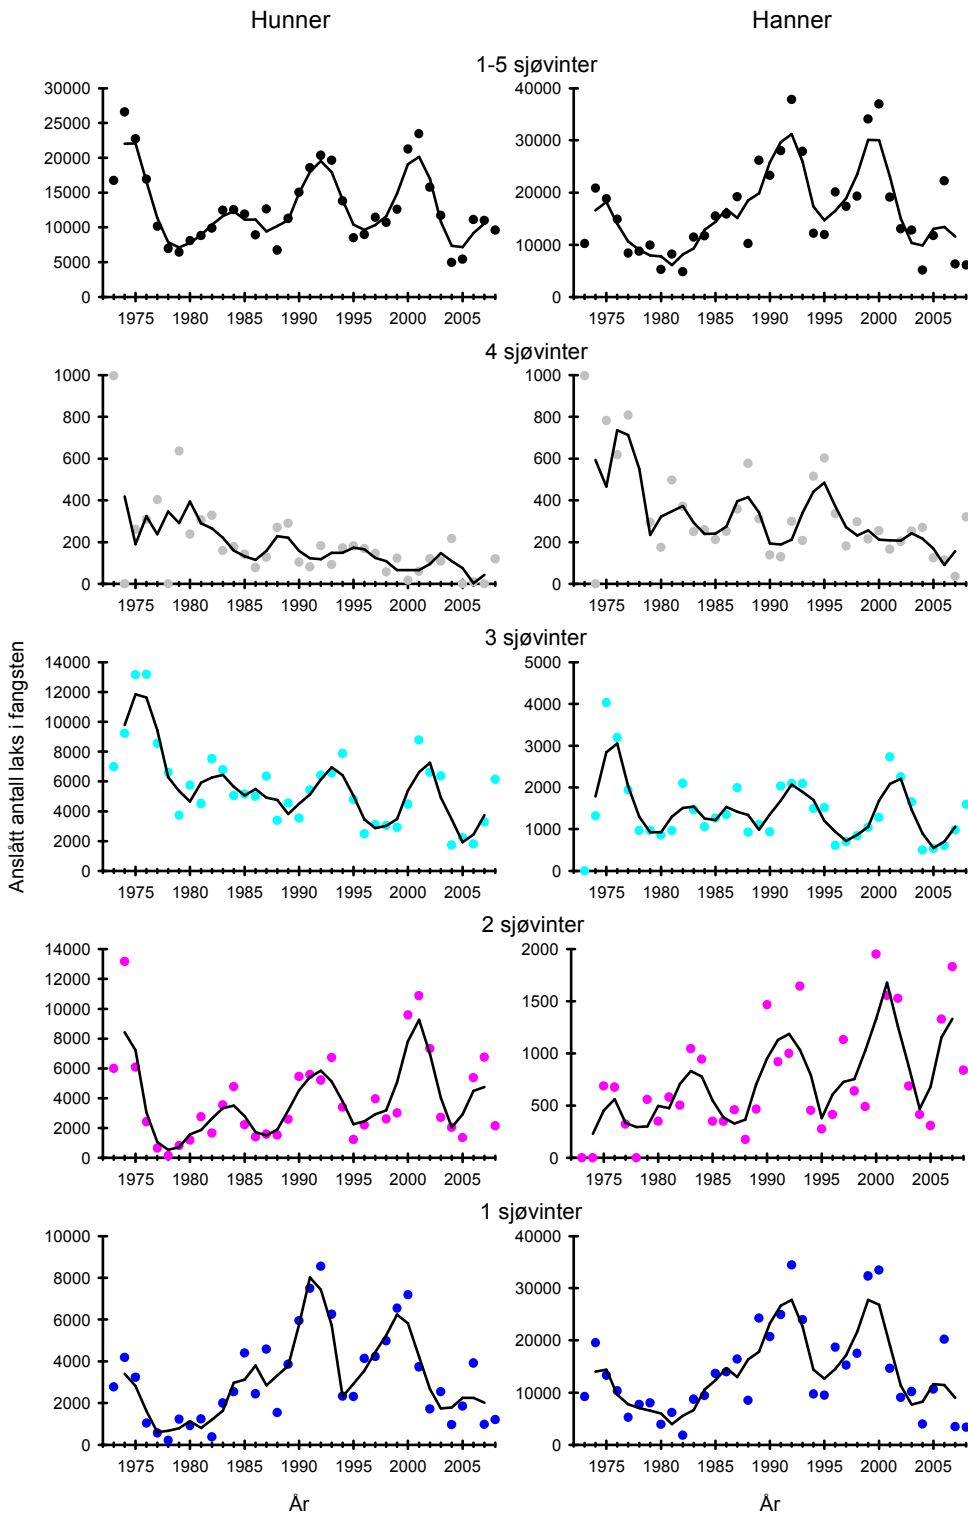 Hunner Hanner
1-5 sjøvinter
30000 40000
25000
20000 30000
15000 20000
10000
5000 10000
0 0
1975 1980 1985 1990 1995 2000 2005 1975 1980 1985 1990 1995 2000 2005
4 sjøvinter
1000 1000
800 800
600 600
400 400
200 200
0 0
1975 1980 1985 1990 1995 2000 2005 1975 1980 1985 1990 1995 2000 2005
3 sjøvinter
14000 5000
12000
10000 4000
8000 3000
6000 2000
4000
2000 1000
0 0
1975 1980 1985 1990 1995 2000 2005 1975 1980 1985 1990 1995 2000 2005
Anslått antall laks i fangsten
2 sjøvinter
14000 2000
12000
10000 1500
8000
6000 1000
4000 500
2000
0 0
1975 1980 1985 1990 1995 2000 2005 1975 1980 1985 1990 1995 2000 2005
1 sjøvinter
10000 40000
8000 30000
6000
4000 20000
2000 10000
0 0
1975 1980 1985 1990 1995 2000 2005 1975 1980 1985 1990 1995 2000 2005
År År